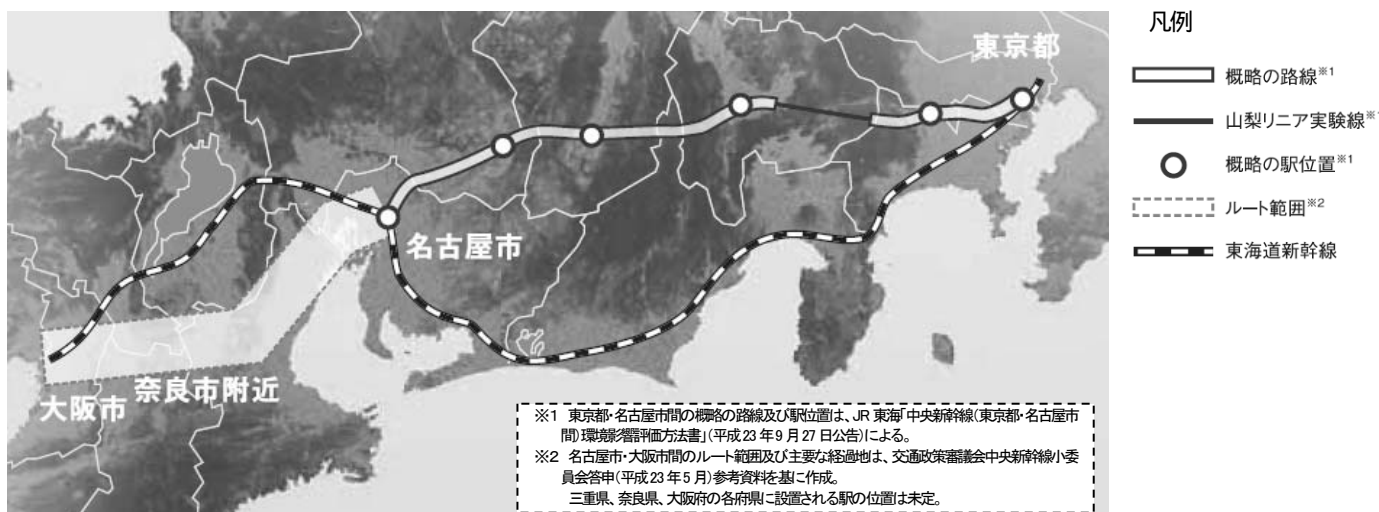 東京都
名古屋市
奈良市附近
大阪市
凡例
概略の路線※1
山梨リニア実験線※1
概略の駅位置※1
ルート範囲※2
東海道新幹線
※1 東京都・名古屋市間の概略の路線及び駅位置は、JR 東海「中央新幹線(東京都・名古屋市
間)環境影響評価方法書」(平成23年9月27日公告)による。
※2 名古屋市・大阪市間のルート範囲及び主要な経過地は、交通政策審議会中央新幹線小委
員会答申(平成23年5月)参考資料を基に作成。
三重県、奈良県、大阪府の各府県に設置される駅の位置は未定。